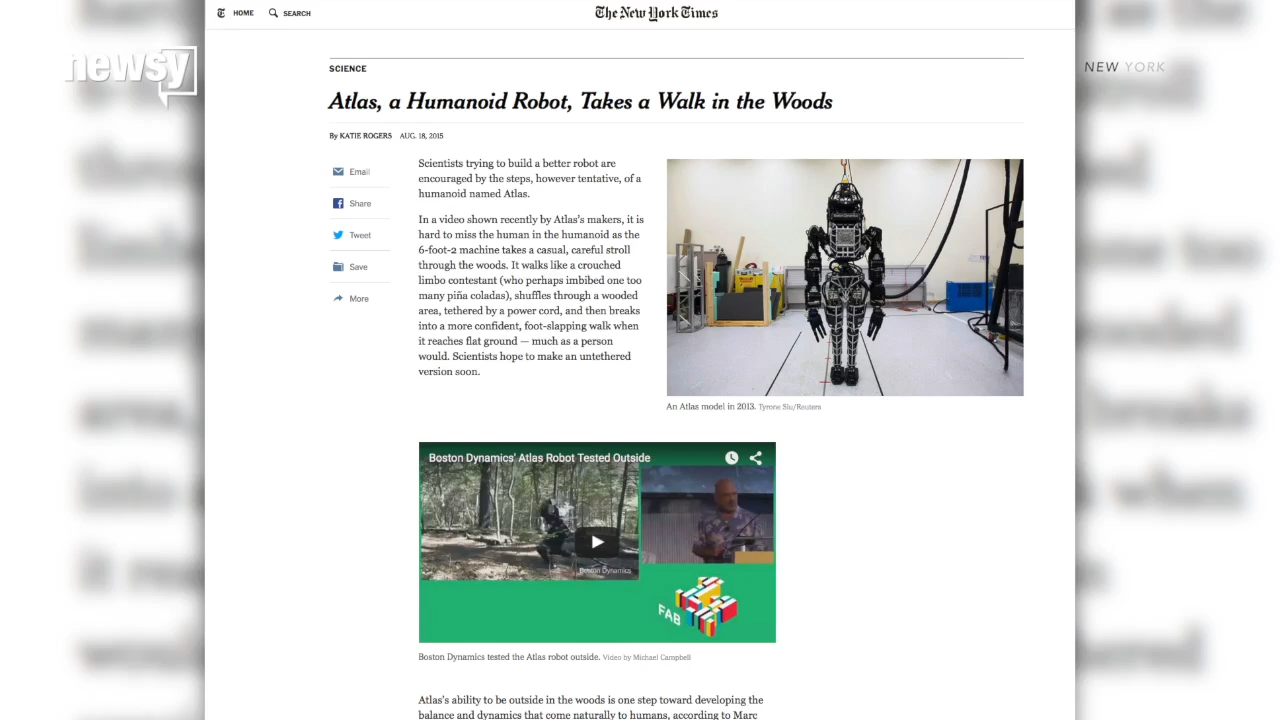 HOME
SEARCH
The New York Times
newsy
NEW YORK
SCIENCE
Atlas, a Humanoid Robot, Takes a Walk in the Woods
By KATIE ROGERS AUG. 18, 2015
Email
Share
Tweet
Save
More
Scientists trying to build a better robot are
encouraged by the steps, however tentative, of a
humanoid named Atlas.
In a video shown recently by Atlas's makers, it is
hard to miss the human in the humanoid as the
6-foot-2 machine takes a casual, careful stroll
through the woods. It walks like a crouched
limbo contestant (who perhaps imbibed one too
many piña coladas), shuffles through a wooded
area, tethered by a power cord, and then breaks
into a more confident, foot-slapping walk when
it reaches flat ground — much as a person
would. Scientists hope to make an untethered
version soon.
An Atlas model in 2013. Tyrone Siu/Reuters
Boston Dynamics' Atlas Robot Tested Outside
Boston Dynamics
FAB
Boston Dynamics tested the Atlas robot outside. Video by Michael Campbell
Atlas's ability to be outside in the woods is one step toward developing the
balance and dynamics that come naturally to humans, according to Marc